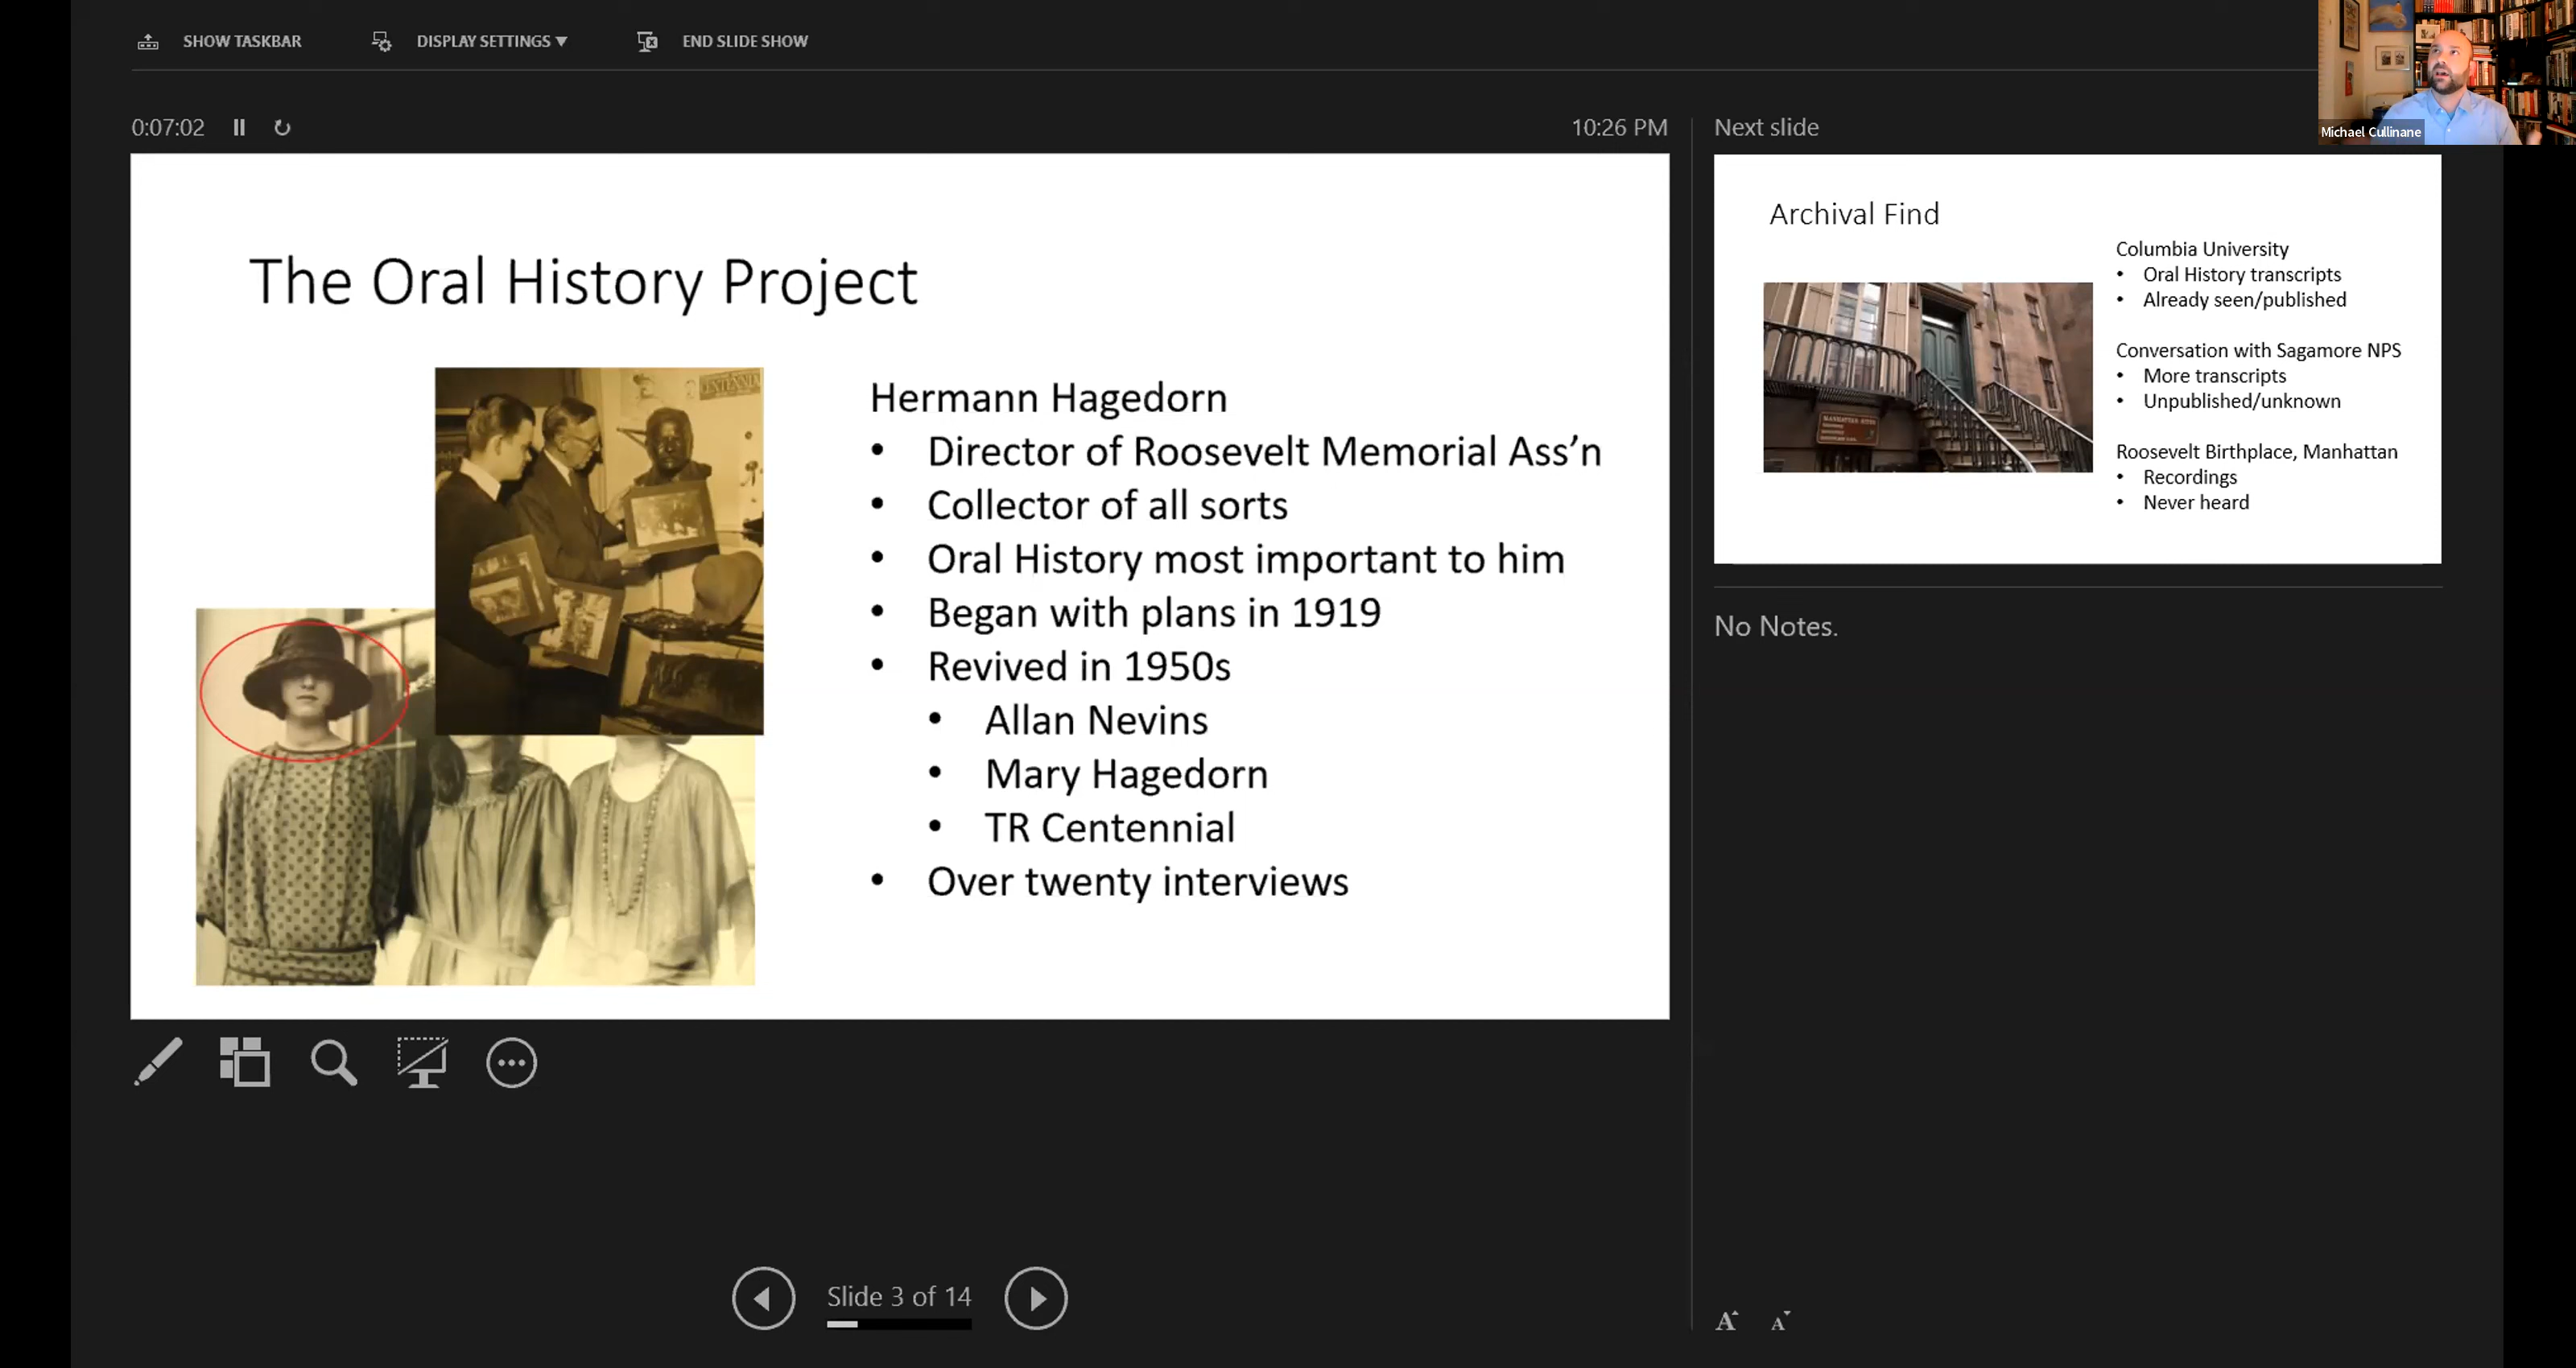 SHOW TASKBAR
DISPLAY SETTINGS
END SLIDE SHOW
Michael Cullinane
0:07:02
10:26 PM
Next slide
The Oral History Project
CENTENNIAL
Hermann Hagedorn
• Director of Roosevelt Memorial Ass’n
• Collector of all sorts
• Oral History most important to him
• Began with plans in 1919
• Revived in 1950s
• Allan Nevins
• Mary Hagedorn
• TR Centennial
• Over twenty interviews
Archival Find
MANHATTAN SITES
Columbia University
• Oral History transcripts
• Already seen/published
Conversation with Sagamore NPS
• More transcripts
• Unpublished/unknown
Roosevelt Birthplace, Manhattan
• Recordings
• Never heard
No Notes.
Slide 3 of 14
A A